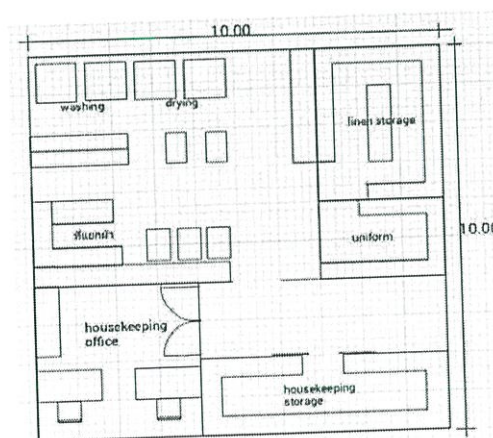 10.00
washing
drying
linen storage
ที่แยกผ้า
uniform
10.00
housekeeping
office
housekeeping
storage